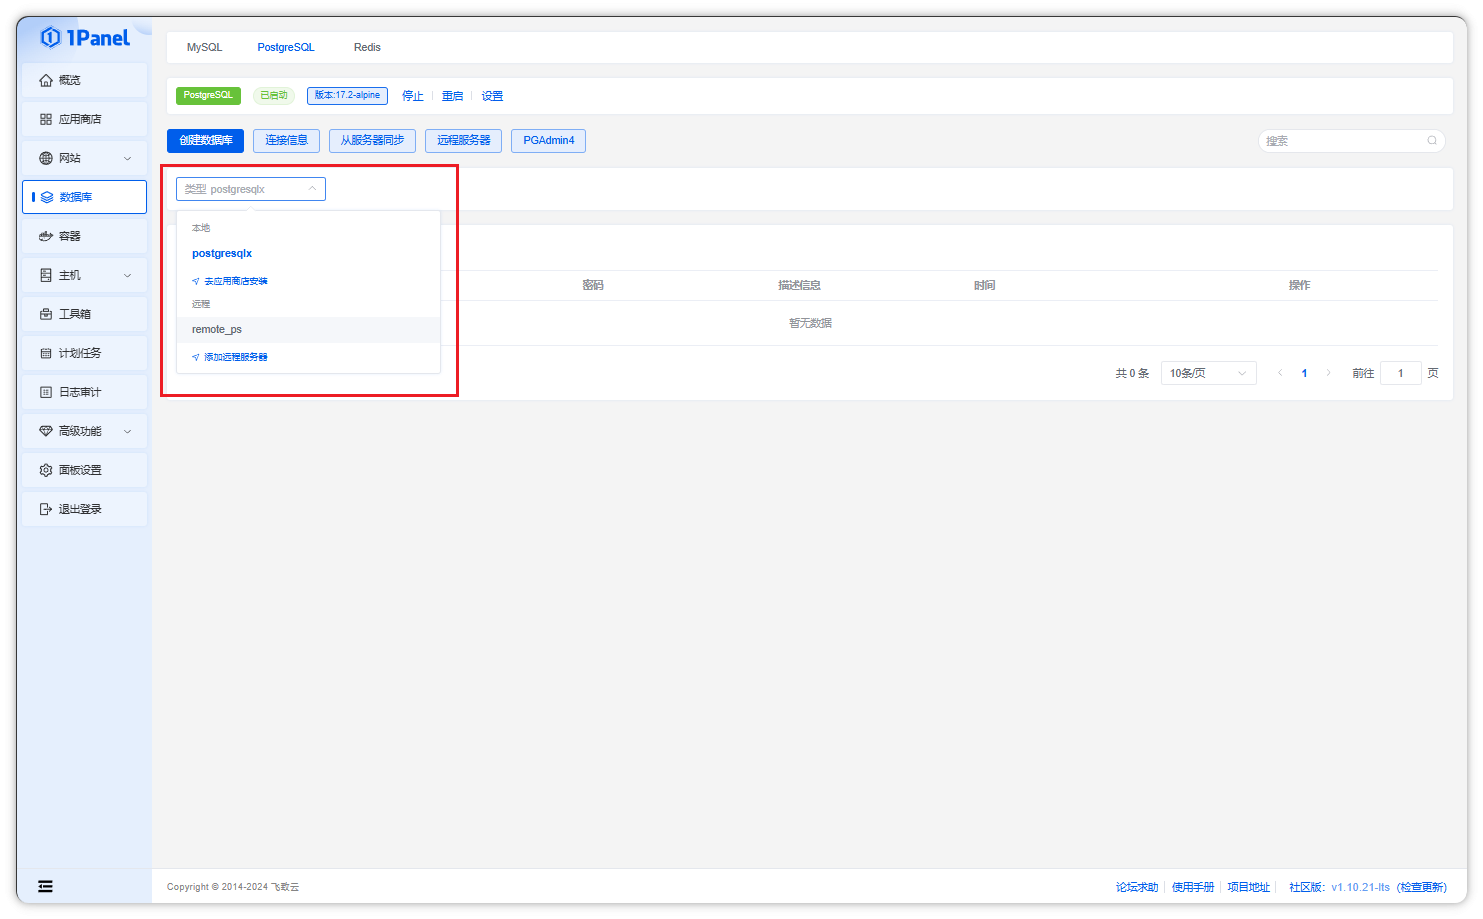 1Panel
概览
应用商店
网站
数据库
容器
主机
工具箱
计划任务
日志审计
高级功能
面板设置
退出登录
MySQL PostgreSQL Redis
PostgreSQL 已启动 版本:17.2-alpine 停止 重启 设置
创建数据库 连接信息 从服务器同步 远程服务器 PGAdmin4 搜索
类型 postgresqlx
本地
postgresqlx
去应用商店安装
远程
remote_ps
添加远程服务器
密码 描述信息 时间 操作
暂无数据
共 0 条 10条/页 1 前往 1 页
Copyright © 2014-2024 飞致云
论坛求助 使用手册 项目地址 社区版: v1.10.21-lts (检查更新)